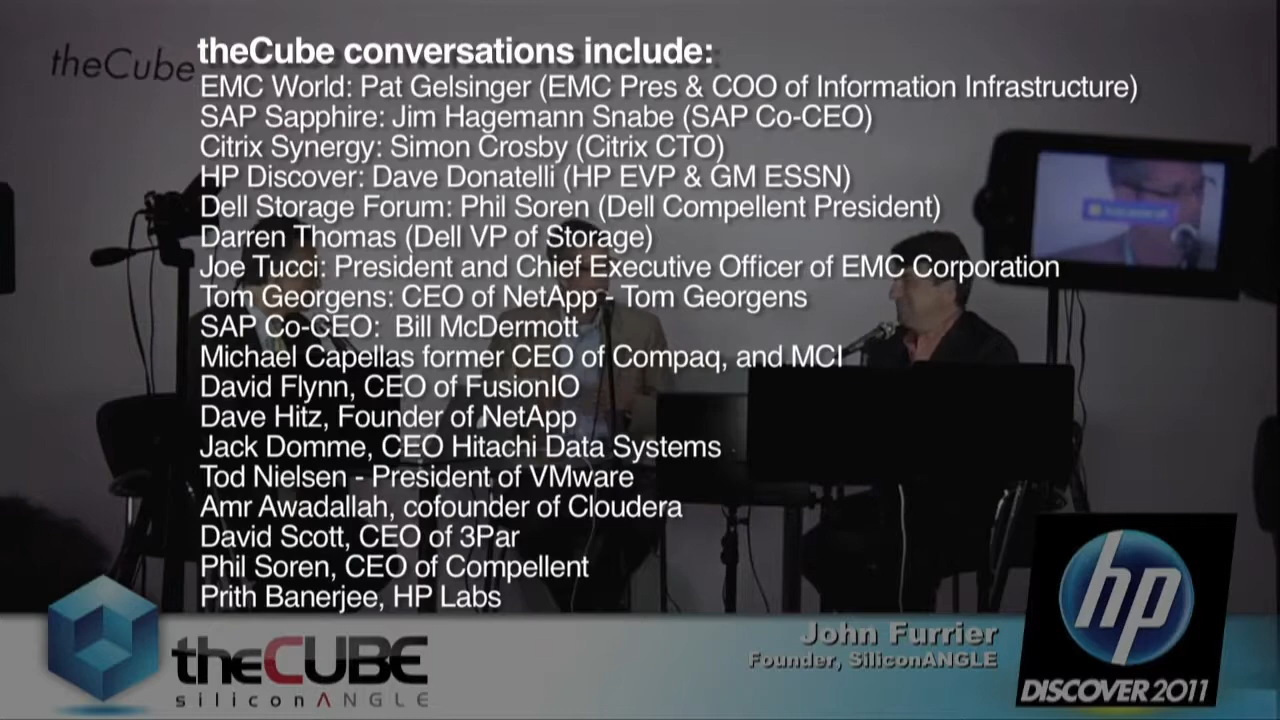 theCube
theCube conversations include:
EMC World: Pat Gelsinger (EMC Pres & COO of Information Infrastructure)
SAP Sapphire: Jim Hagemann Snabe (SAP Co-CEO)
Citrix Synergy: Simon Crosby (Citrix CTO)
HP Discover: Dave Donatelli (HP EVP & GM ESSN)
Dell Storage Forum: Phil Soren (Dell Compellent President)
Darren Thomas (Dell VP of Storage)
Joe Tucci: President and Chief Executive Officer of EMC Corporation
Tom Georgens: CEO of NetApp - Tom Georgens
SAP Co-CEO: Bill McDermott
Michael Capellas former CEO of Compaq, and MCI
David Flynn, CEO of FusionIO
Dave Hitz, Founder of NetApp
Jack Domme, CEO Hitachi Data Systems
Tod Nielsen - President of VMware
Amr Awadallah, cofounder of Cloudera
David Scott, CEO of 3Par
Phil Soren, CEO of Compellent
Prith Banerjee, HP Labs
theCUBE
siliconANGLE
John Furrier
Founder, SiliconANGLE
hp
DISCOVER 2011